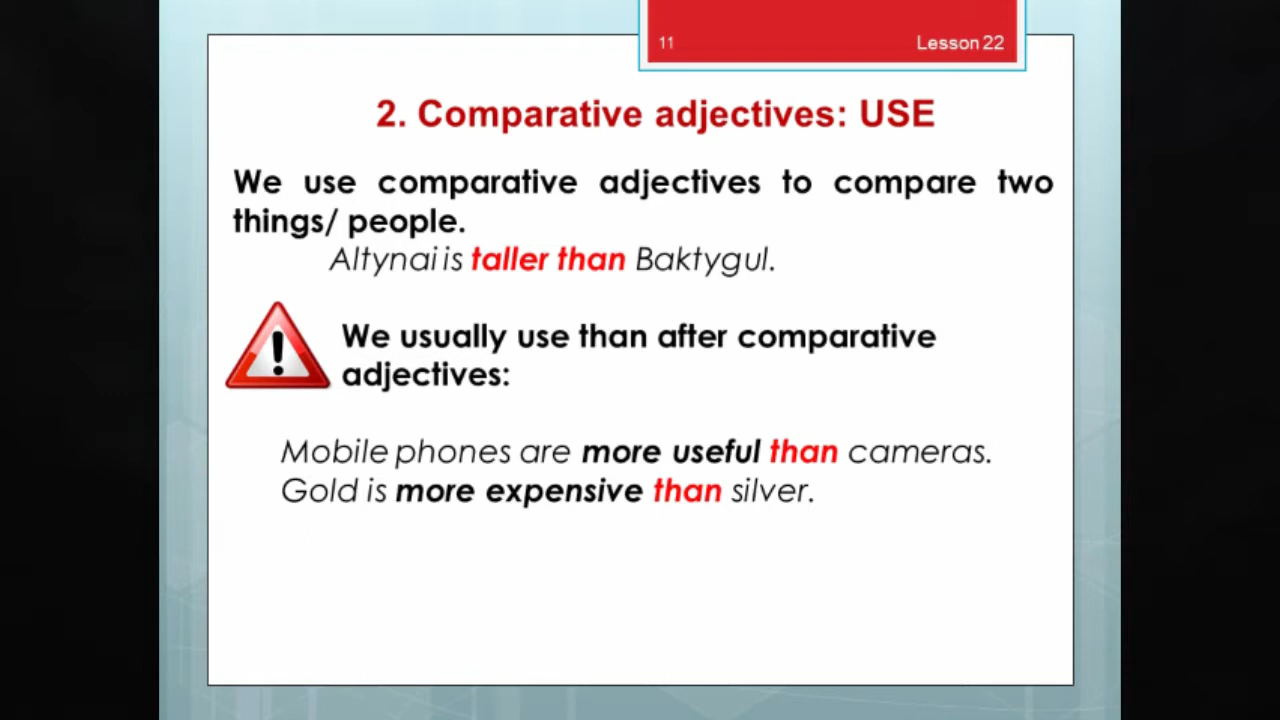 11 Lesson 22
2. Comparative adjectives: USE
We use comparative adjectives to compare two
things/ people.
Altynai is taller than Baktygul.
We usually use than after comparative
adjectives:
Mobile phones are more useful than cameras.
Gold is more expensive than silver.